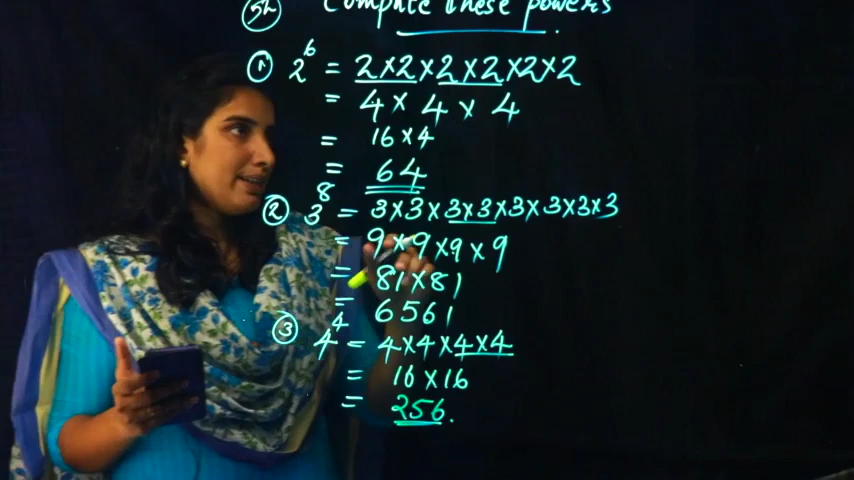 Compute these powers
① 2⁶ = 2×2×2×2×2×2
= 4 × 4 × 4
= 16×4
= 64
② 3⁸ = 3×3×3×3×3×3×3×3
= 9×9×9×9
= 81×81
= 6561
③ 4⁴ = 4×4×4×4
= 16×16
= 256.